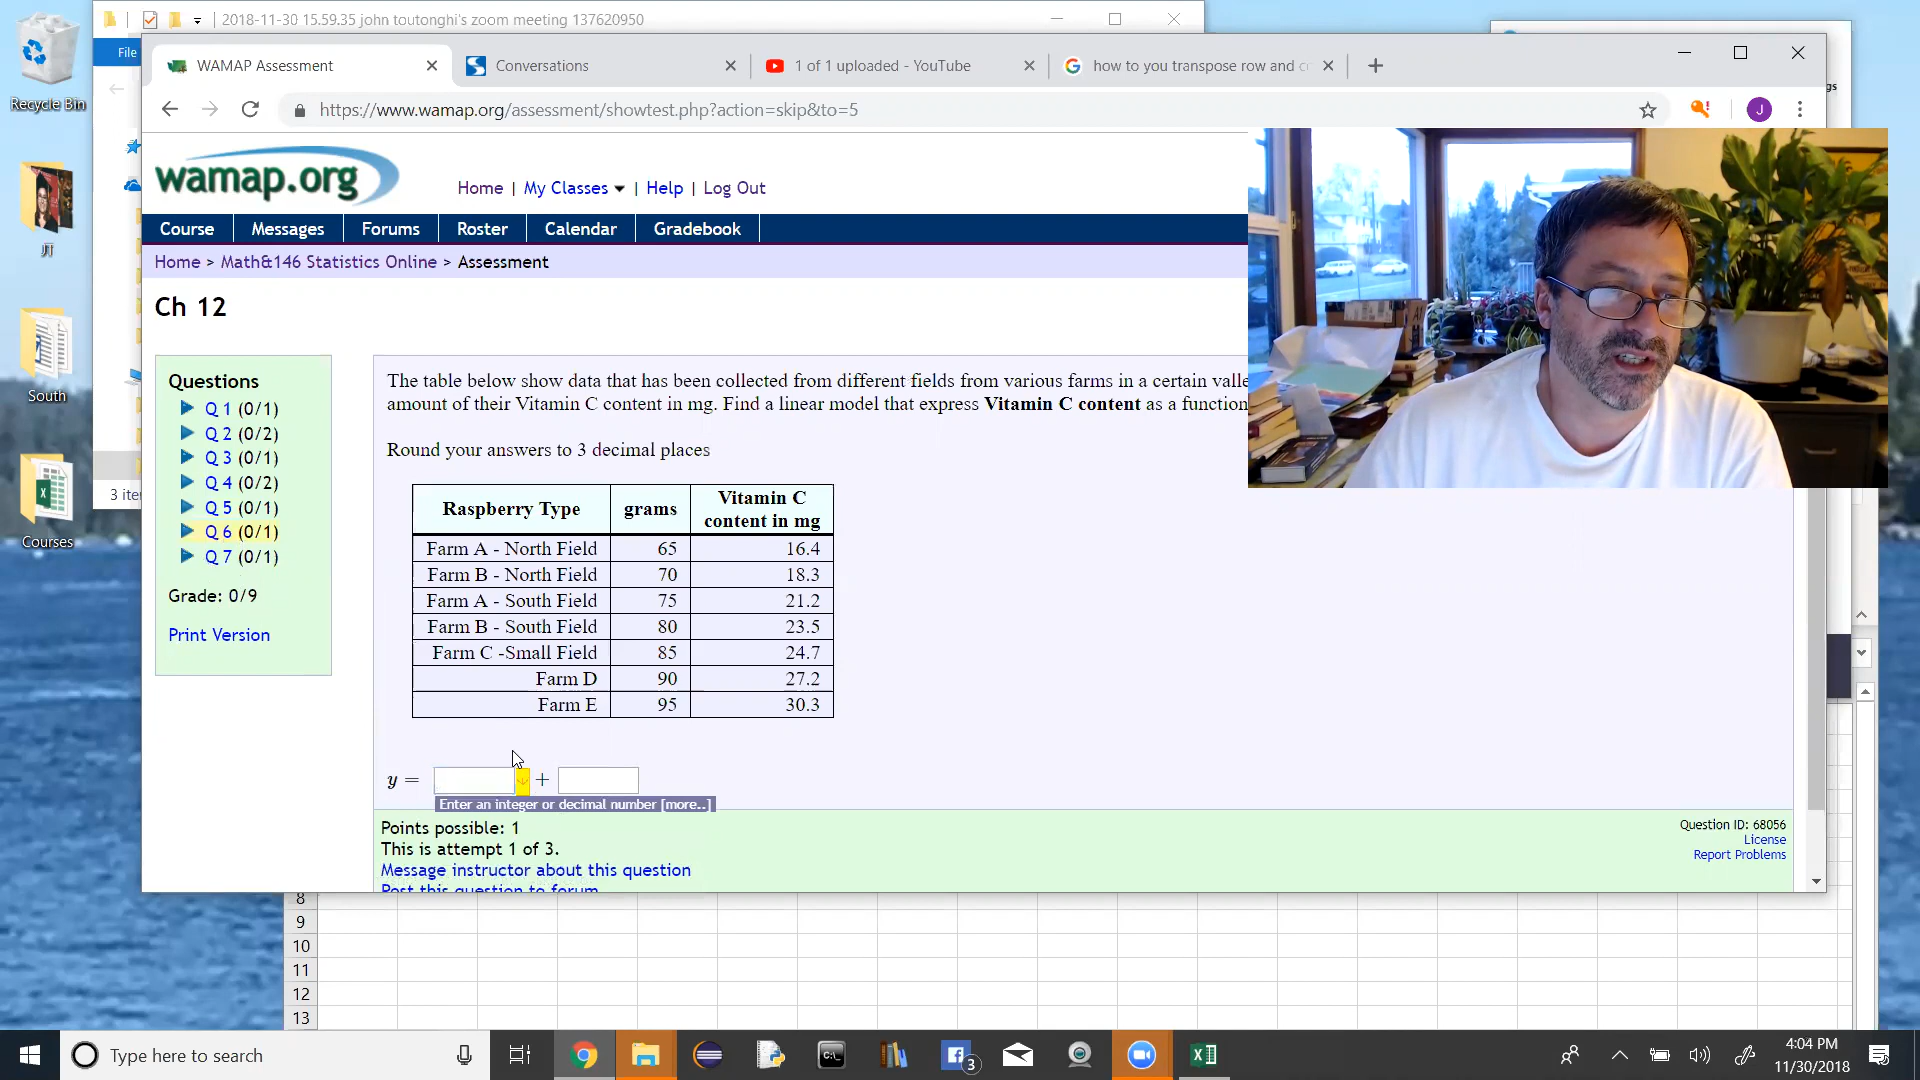 2018-11-30 15.59.35 john toutonghi's zoom meeting 137620950
File
WAMAP Assessment
Conversations
1 of 1 uploaded - YouTube
how to you transpose row and c
https://www.wamap.org/assessment/showtest.php?action=skip&to=5
J
wamap.org
Home | My Classes | Help | Log Out
Course
Messages
Forums
Roster
Calendar
Gradebook
Home > Math&146 Statistics Online > Assessment
Ch 12
Questions
Q 1 (0/1)
Q 2 (0/2)
Q 3 (0/1)
Q 4 (0/2)
Q 5 (0/1)
Q 6 (0/1)
Q 7 (0/1)
Grade: 0/9
Print Version
The table below show data that has been collected from different fields from various farms in a certain valle
amount of their Vitamin C content in mg. Find a linear model that express Vitamin C content as a function
Round your answers to 3 decimal places
Raspberry Type grams Vitamin C content in mg
Farm A - North Field 65 16.4
Farm B - North Field 70 18.3
Farm A - South Field 75 21.2
Farm B - South Field 80 23.5
Farm C -Small Field 85 24.7
Farm D 90 27.2
Farm E 95 30.3
y = +
Enter an integer or decimal number [more..]
Points possible: 1
This is attempt 1 of 3.
Message instructor about this question
Post this question to forum
Question ID: 68056
License
Report Problems
3 ite
gs
8
9
10
11
12
13
Recycle Bin
JT
South
Courses
Type here to search
3
4:04 PM
11/30/2018